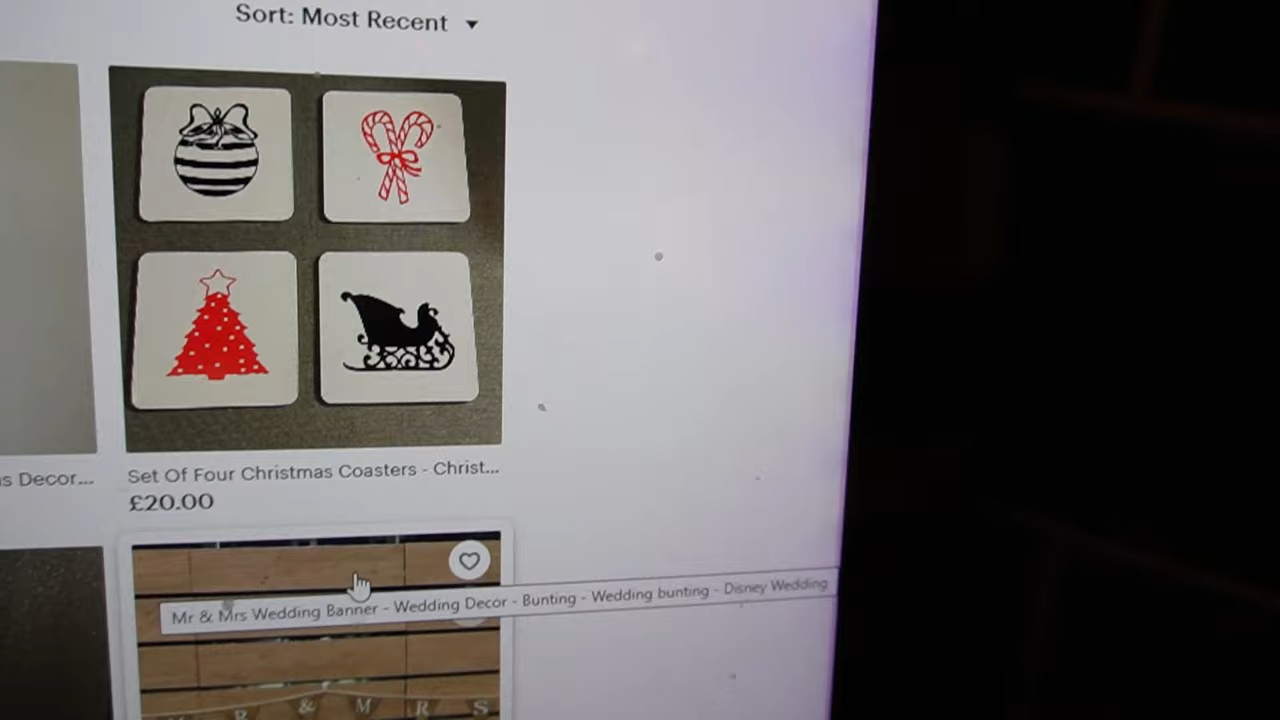 Sort: Most Recent
s Decor...
Set Of Four Christmas Coasters - Christ...
£20.00
Mr & Mrs Wedding Banner - Wedding Decor - Bunting - Wedding bunting - Disney Wedding
R & M R S